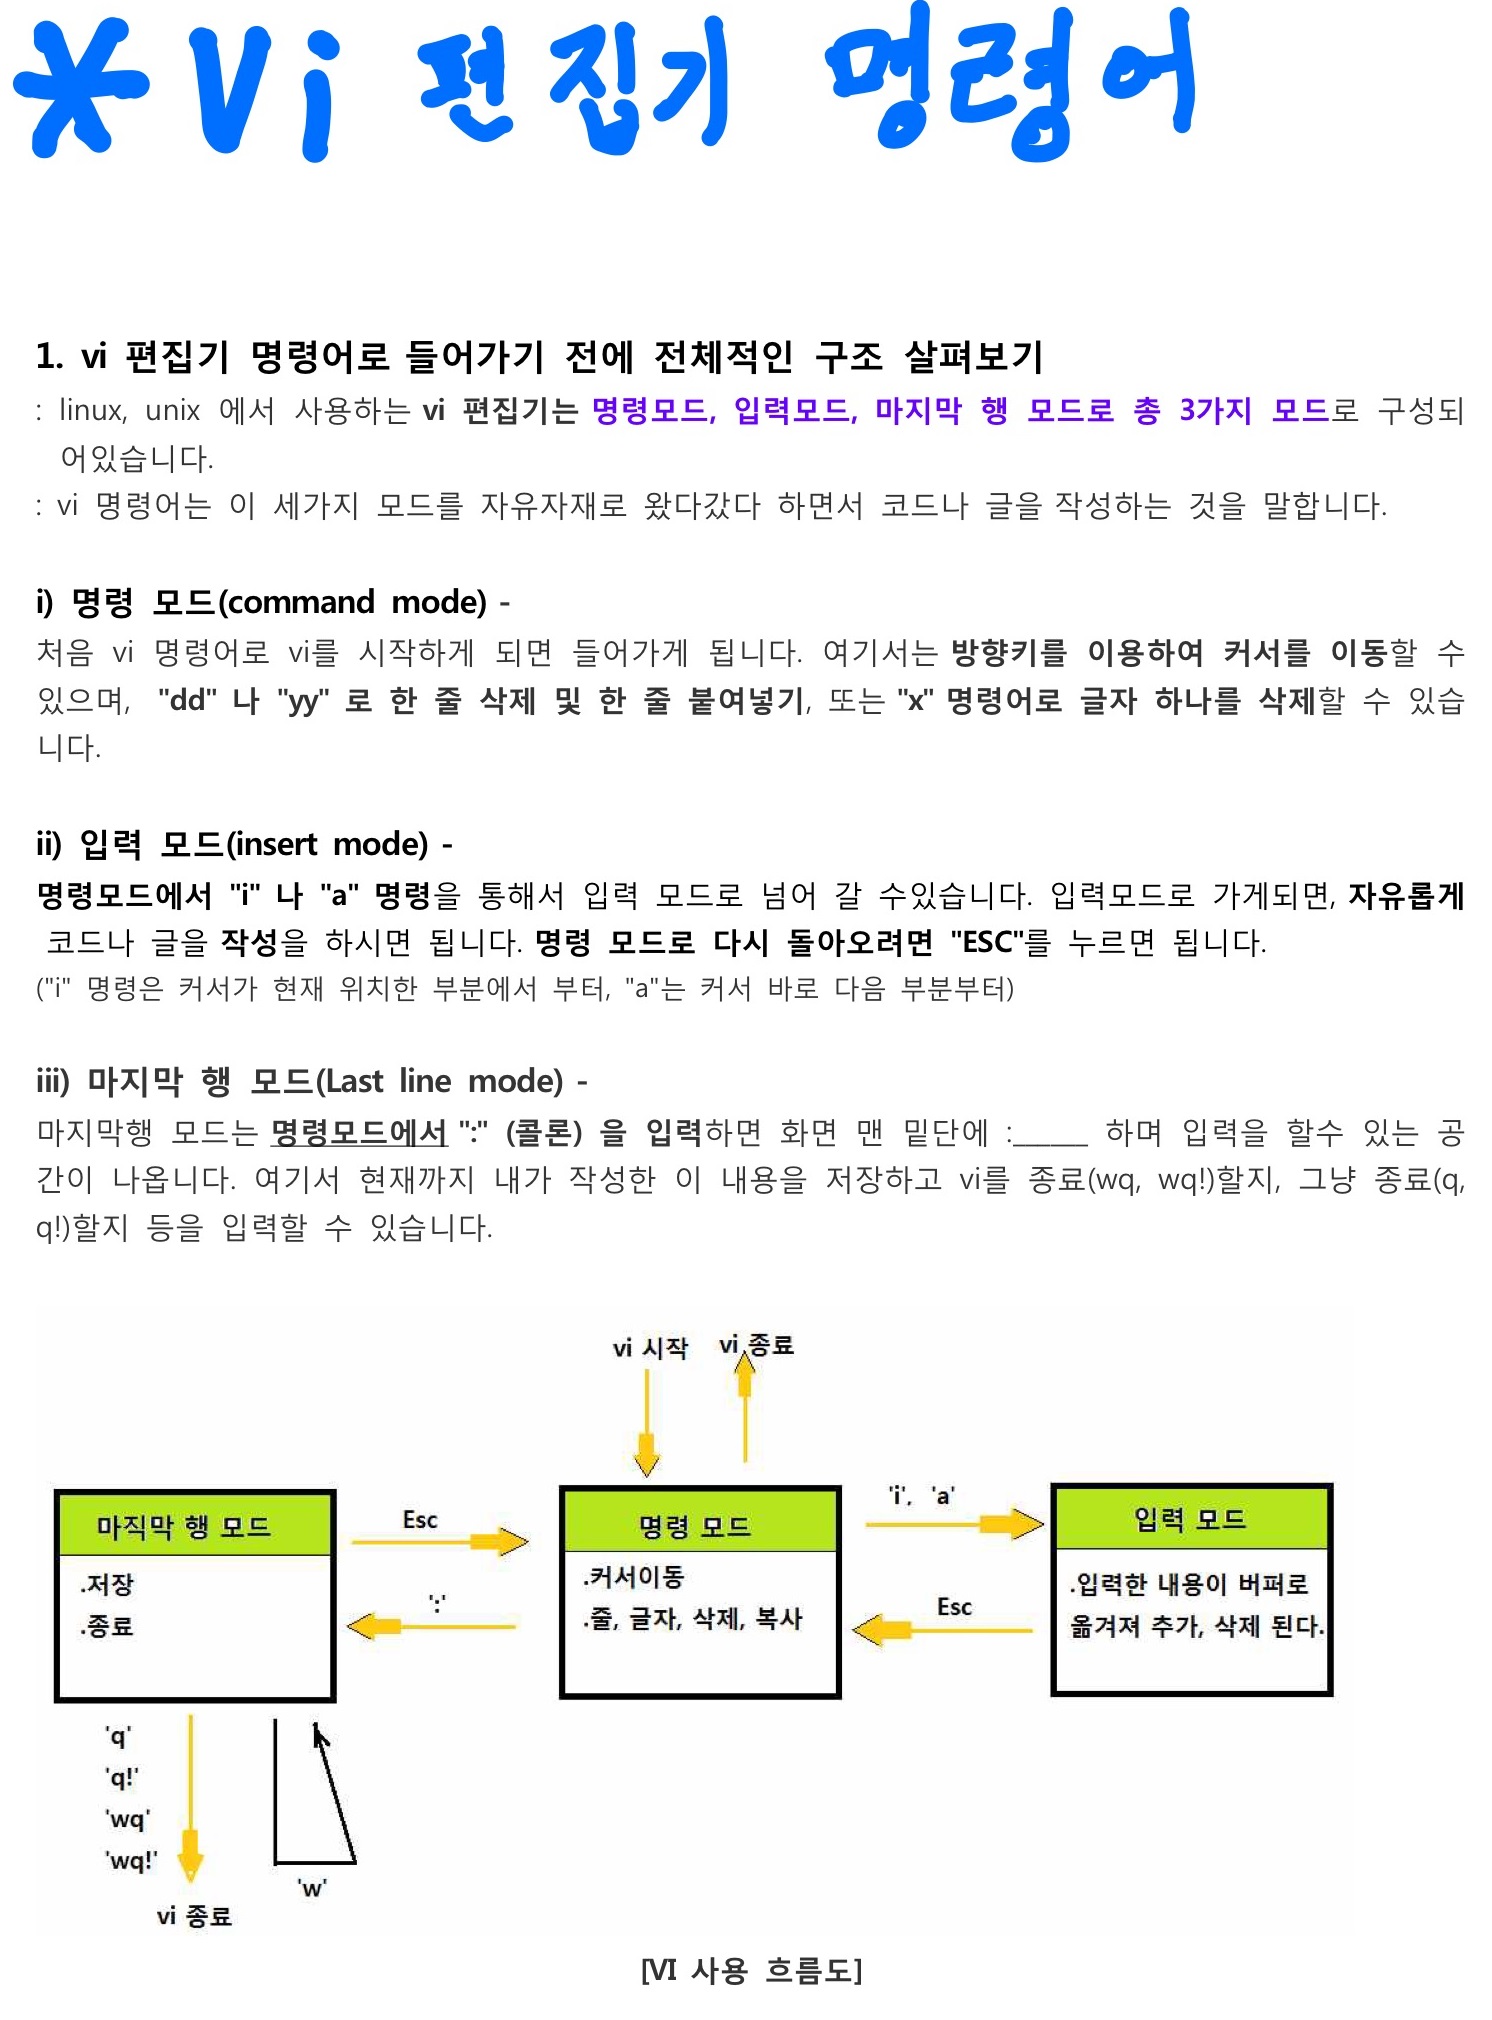 * Vi 편집기 명령어
1. vi 편집기 명령어로 들어가기 전에 전체적인 구조 살펴보기
: linux, unix 에서 사용하는 vi 편집기는 명령모드, 입력모드, 마지막 행 모드로 총 3가지 모드로 구성되
어있습니다.
: vi 명령어는 이 세가지 모드를 자유자재로 왔다갔다 하면서 코드나 글을 작성하는 것을 말합니다.
i) 명령 모드(command mode) -
처음 vi 명령어로 vi를 시작하게 되면 들어가게 됩니다. 여기서는 방향키를 이용하여 커서를 이동할 수
있으며, "dd" 나 "yy" 로 한 줄 삭제 및 한 줄 붙여넣기, 또는 "x" 명령어로 글자 하나를 삭제할 수 있습
니다.
ii) 입력 모드(insert mode) -
명령모드에서 "i" 나 "a" 명령을 통해서 입력 모드로 넘어 갈 수있습니다. 입력모드로 가게되면, 자유롭게
코드나 글을 작성을 하시면 됩니다. 명령 모드로 다시 돌아오려면 "ESC"를 누르면 됩니다.
("i" 명령은 커서가 현재 위치한 부분에서 부터, "a"는 커서 바로 다음 부분부터)
iii) 마지막 행 모드(Last line mode) -
마지막행 모드는 명령모드에서 ":" (콜론) 을 입력하면 화면 맨 밑단에 :_____ 하며 입력을 할수 있는 공
간이 나옵니다. 여기서 현재까지 내가 작성한 이 내용을 저장하고 vi를 종료(wq, wq!)할지, 그냥 종료(q,
q!)할지 등을 입력할 수 있습니다.
vi 시작 vi 종료
마직막 행 모드
.저장
.종료
Esc
':'
명령 모드
.커서이동
.줄, 글자, 삭제, 복사
'i', 'a'
Esc
입력 모드
.입력한 내용이 버퍼로
옮겨져 추가, 삭제 된다.
'q'
'q!'
'wq'
'wq!'
vi 종료
'w'
[VI 사용 흐름도]